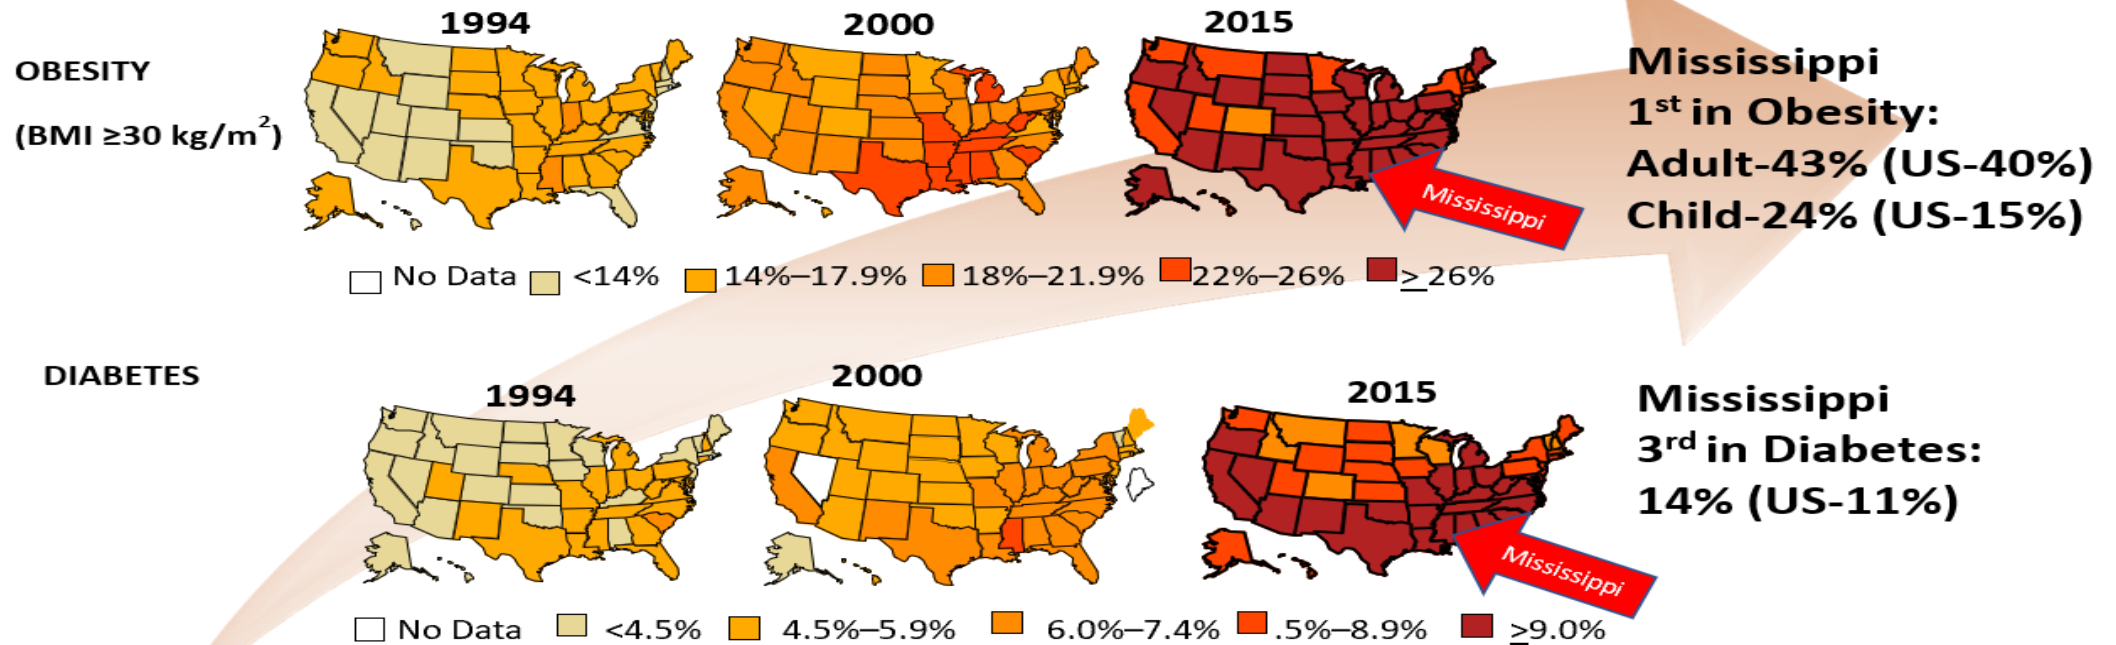 1994
2000
2015
OBESITY
(BMI ≥30 kg/m²)
Mississippi
1st in Obesity:
Adult-43% (US-40%)
Child-24% (US-15%)
Mississippi
No Data <14% 14%–17.9% 18%–21.9% 22%–26% ≥26%
DIABETES
1994
2000
2015
Mississippi
3rd in Diabetes:
14% (US-11%)
Mississippi
No Data <4.5% 4.5%–5.9% 6.0%–7.4% .5%–8.9% ≥9.0%